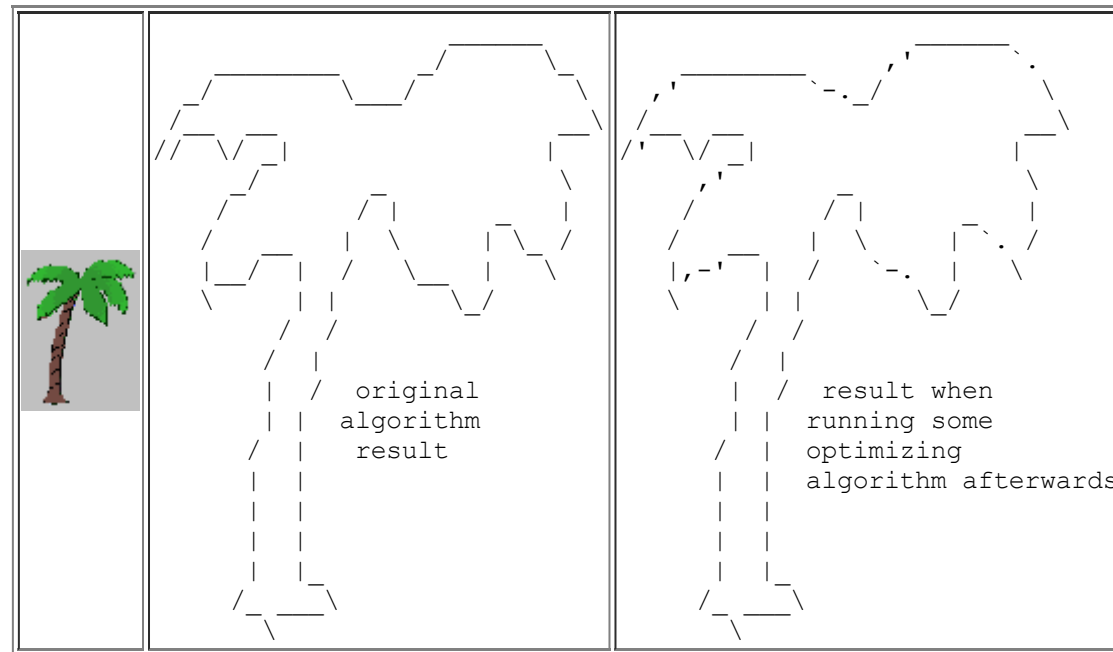 original
algorithm
result
result when
running some
optimizing
algorithm afterwards